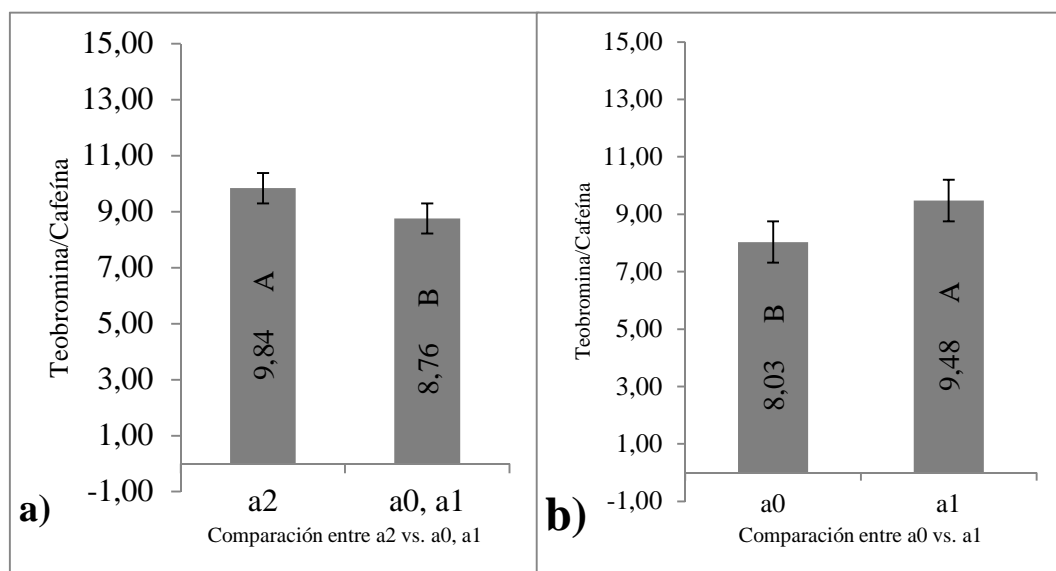 15,00
13,00
11,00
9,00
7,00
5,00
3,00
1,00
-1,00
Teobromina/Cafeína
9,84 A
8,76 B
a2
a0, a1
Comparación entre a2 vs. a0, a1
a)
15,00
13,00
11,00
9,00
7,00
5,00
3,00
1,00
-1,00
Teobromina/Cafeína
8,03 B
9,48 A
a0
a1
Comparación entre a0 vs. a1
b)